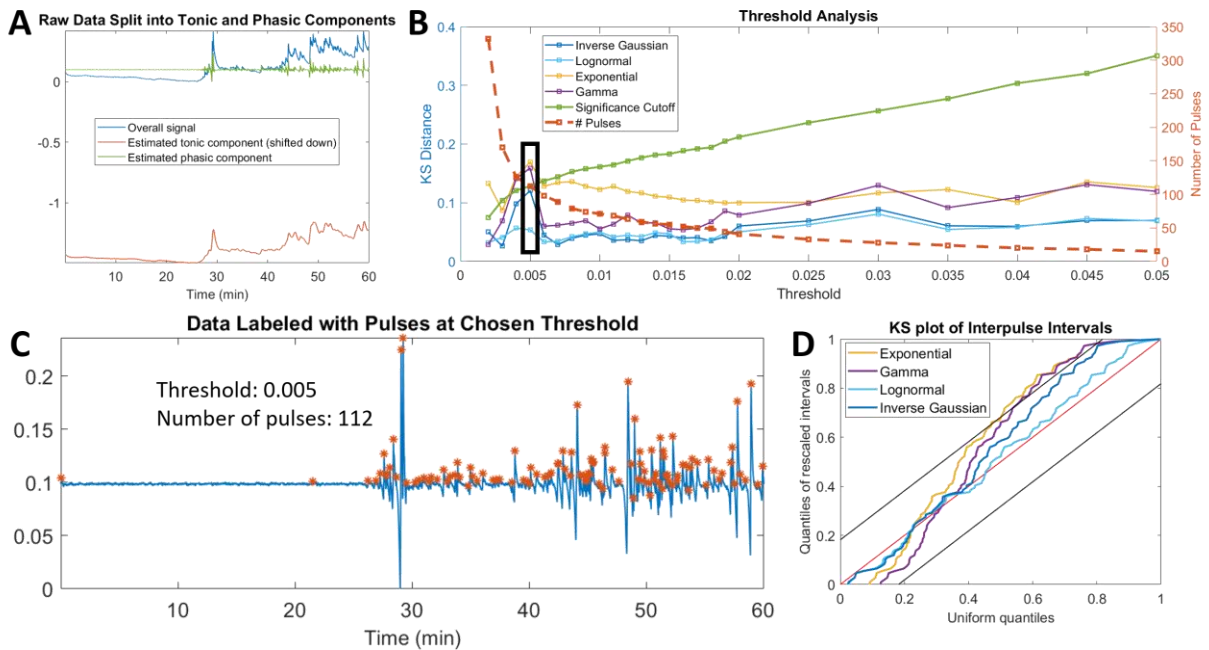 A
Raw Data Split into Tonic and Phasic Components
0
-0.5
-1
Overall signal
Estimated tonic component (shifted down)
Estimated phasic component
10 20 30 40 50 60
Time (min)
B
Threshold Analysis
KS Distance
0.4
0.3
0.2
0.1
0
Inverse Gaussian
Lognormal
Exponential
Gamma
Significance Cutoff
# Pulses
350
300
250
200
150
100
50
0
Number of Pulses
0 0.005 0.01 0.015 0.02 0.025 0.03 0.035 0.04 0.045 0.05
Threshold
C
Data Labeled with Pulses at Chosen Threshold
0.2
0.15
0.1
0.05
0
Threshold: 0.005
Number of pulses: 112
10 20 30 40 50 60
Time (min)
D
KS plot of Interpulse Intervals
Quantiles of rescaled intervals
1
0.8
0.6
0.4
0.2
0
Exponential
Gamma
Lognormal
Inverse Gaussian
0 0.2 0.4 0.6 0.8 1
Uniform quantiles